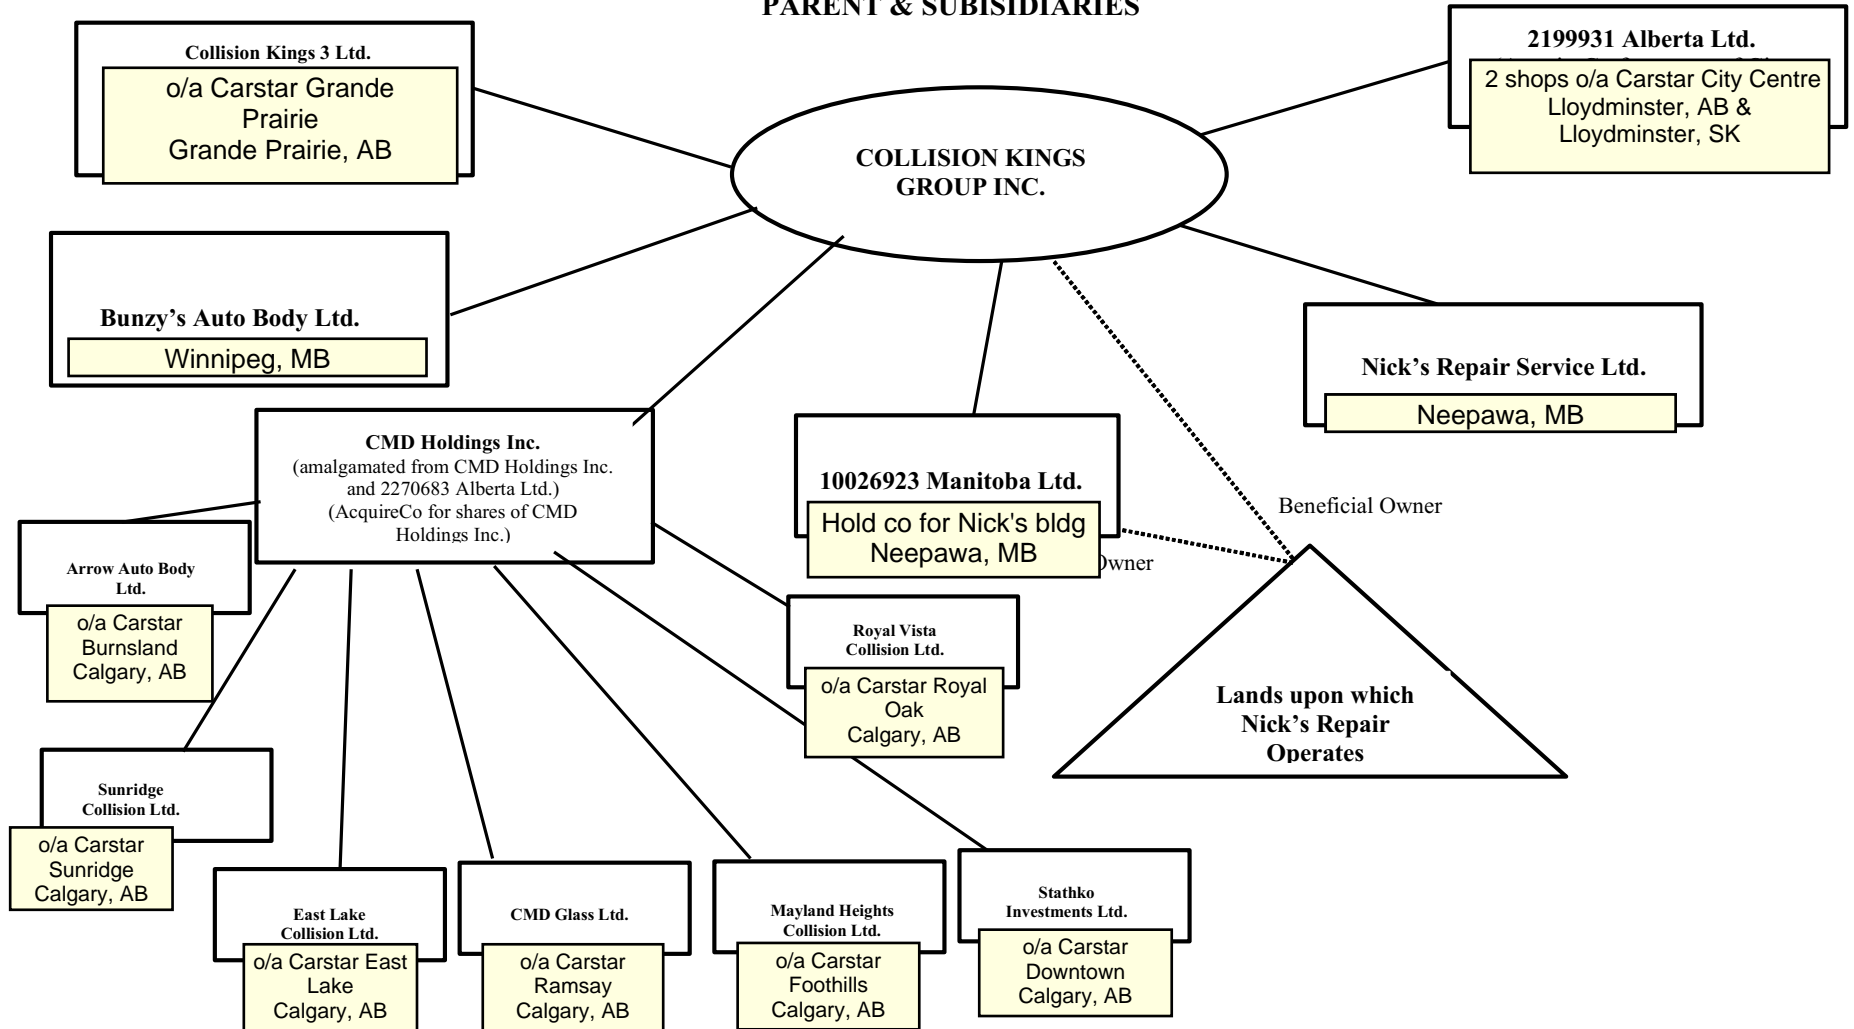 PARENT & SUBISIDIARIES
Collision Kings 3 Ltd.
o/a Carstar Grande
Prairie
Grande Prairie, AB
2199931 Alberta Ltd.
2 shops o/a Carstar City Centre
Lloydminster, AB &
Lloydminster, SK
COLLISION KINGS
GROUP INC.
Bunzy’s Auto Body Ltd.
Winnipeg, MB
Nick’s Repair Service Ltd.
Neepawa, MB
CMD Holdings Inc.
(amalgamated from CMD Holdings Inc.
and 2270683 Alberta Ltd.)
(AcquireCo for shares of CMD
Holdings Inc.)
10026923 Manitoba Ltd.
Hold co for Nick's bldg
Neepawa, MB
Beneficial Owner
Owner
Arrow Auto Body
Ltd.
o/a Carstar
Burnsland
Calgary, AB
Royal Vista
Collision Ltd.
o/a Carstar Royal
Oak
Calgary, AB
Lands upon which
Nick’s Repair
Operates
Sunridge
Collision Ltd.
o/a Carstar
Sunridge
Calgary, AB
East Lake
Collision Ltd.
o/a Carstar East
Lake
Calgary, AB
CMD Glass Ltd.
o/a Carstar
Ramsay
Calgary, AB
Mayland Heights
Collision Ltd.
o/a Carstar
Foothills
Calgary, AB
Stathko
Investments Ltd.
o/a Carstar
Downtown
Calgary, AB